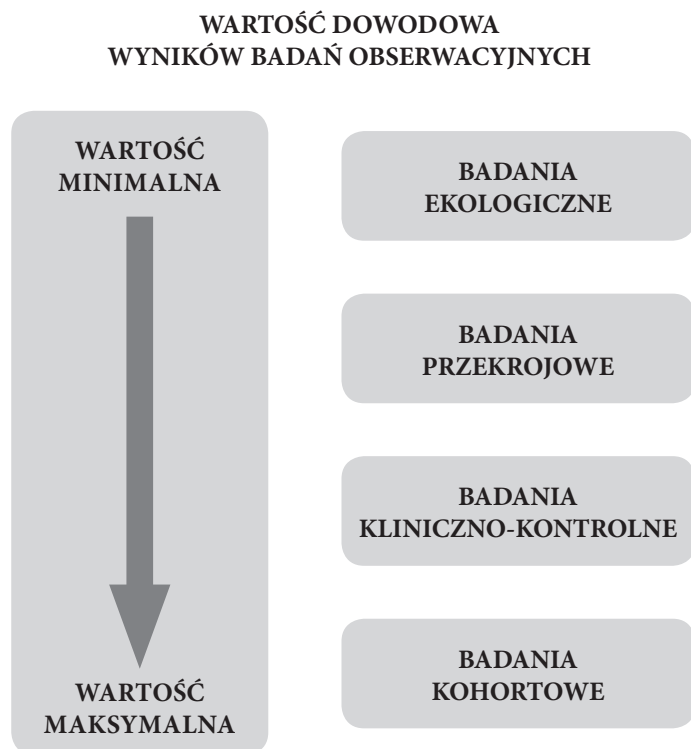 WARTOŚĆ DOWODOWA
WYNIKÓW BADAŃ OBSERWACYJNYCH
WARTOŚĆ
MINIMALNA
BADANIA
EKOLOGICZNE
BADANIA
PRZEKROJOWE
BADANIA
KLINICZNO-KONTROLNE
WARTOŚĆ
MAKSYMALNA
BADANIA
KOHORTOWE